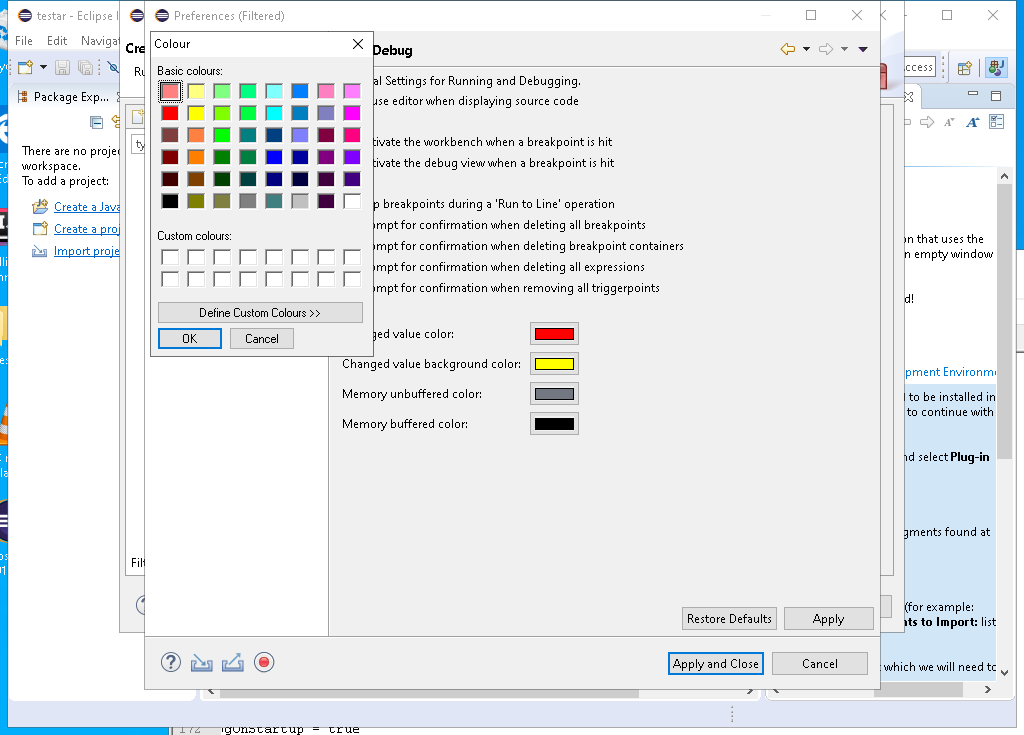 testar - Eclipse I
Preferences (Filtered)
File Edit Navigat
Package Exp...
There are no proje
workspace.
To add a project:
Create a Java
Create a proj
Import proje
Cre
Ru
ty
Filt
Colour
Basic colours:
Custom colours:
Define Custom Colours >>
OK Cancel
Debug
al Settings for Running and Debugging.
use editor when displaying source code
tivate the workbench when a breakpoint is hit
tivate the debug view when a breakpoint is hit
p breakpoints during a 'Run to Line' operation
ompt for confirmation when deleting all breakpoints
ompt for confirmation when deleting breakpoint containers
ompt for confirmation when deleting all expressions
ompt for confirmation when removing all triggerpoints
ged value color:
Changed value background color:
Memory unbuffered color:
Memory buffered color:
Restore Defaults Apply
Apply and Close Cancel
ccess
on that uses the
n empty window
d!
pment Environme
l to be installed in
to continue with
nd select Plug-in
gments found at
(for example:
nts to Import: list
which we will need to
172 gOnStartup = true